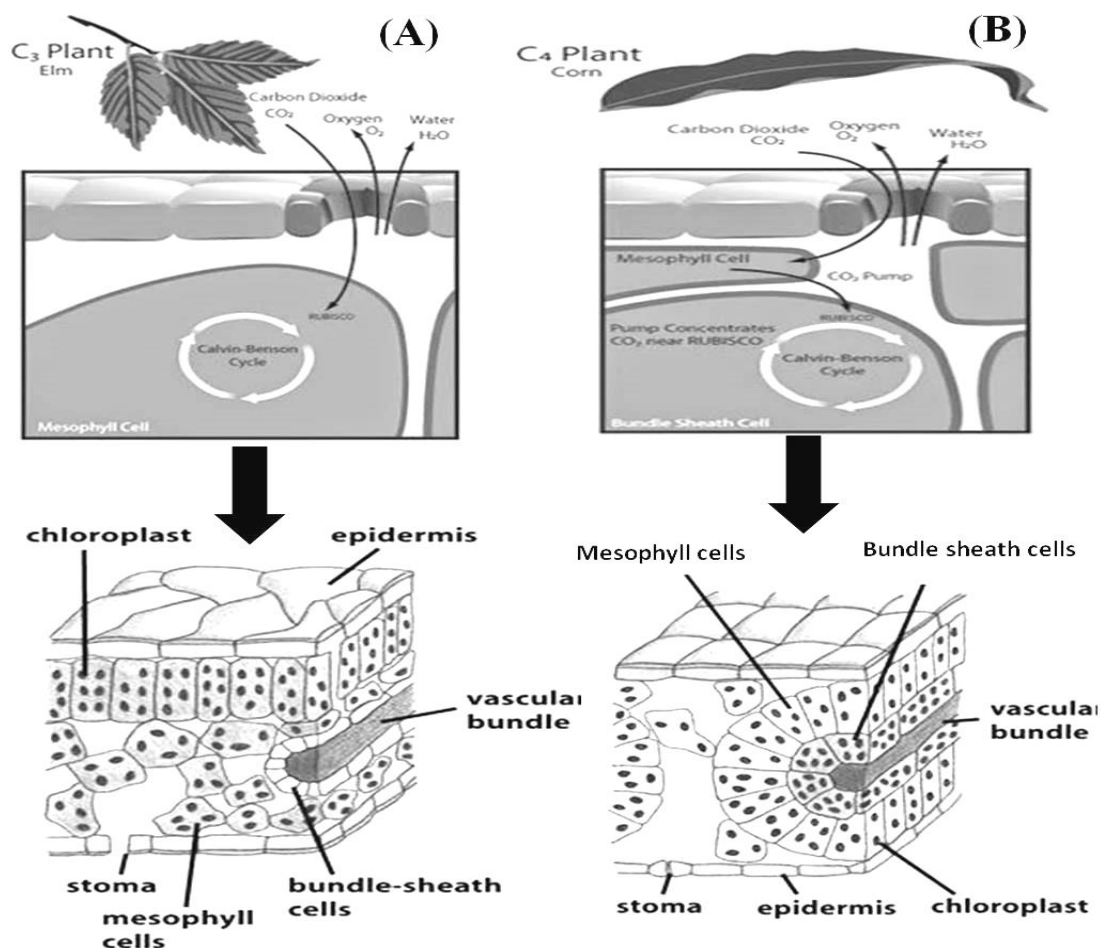 (A)
C₃ Plant
Elm
Carbon Dioxide
CO₂
Oxygen
O₂
Water
H₂O
RUBISCO
Calvin-Benson
Cycle
Mesophyll Cell
chloroplast
epidermis
vascular
bundle
stoma
mesophyll
cells
bundle-sheath
cells
(B)
C₄ Plant
Corn
Carbon Dioxide
CO₂
Oxygen
O₂
Water
H₂O
Mesophyll Cell
CO₂ Pump
RUBISCO
Pump Concentrates
CO₂ near RUBISCO
Calvin-Benson
Cycle
Bundle Sheath Cell
Mesophyll cells
Bundle sheath cells
vascular
bundle
stoma
epidermis
chloroplast